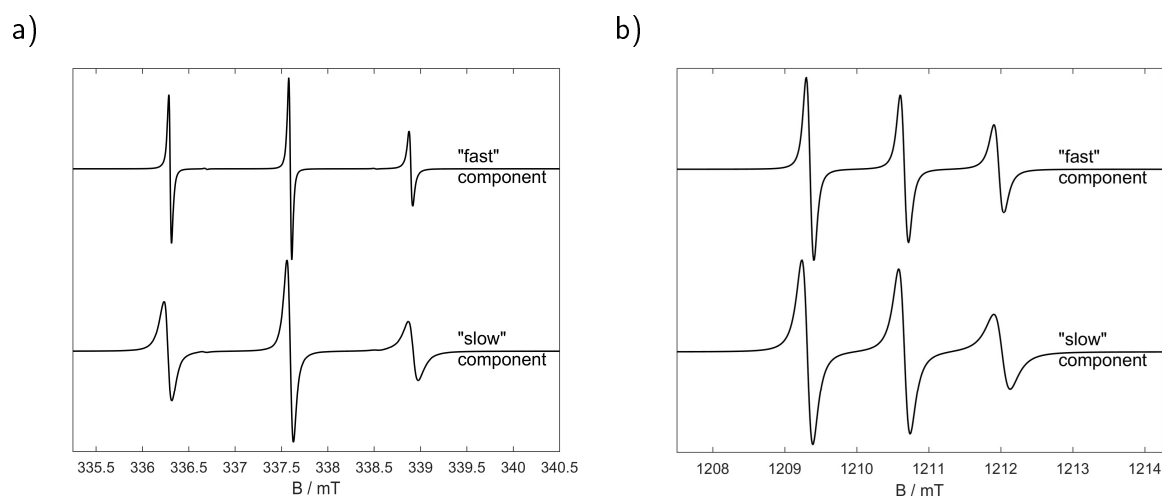 a)
b)
"fast"
component
"slow"
component
335.5 336 336.5 337 337.5 338 338.5 339 339.5 340 340.5
B / mT
"fast"
component
"slow"
component
1208 1209 1210 1211 1212 1213 1214
B / mT